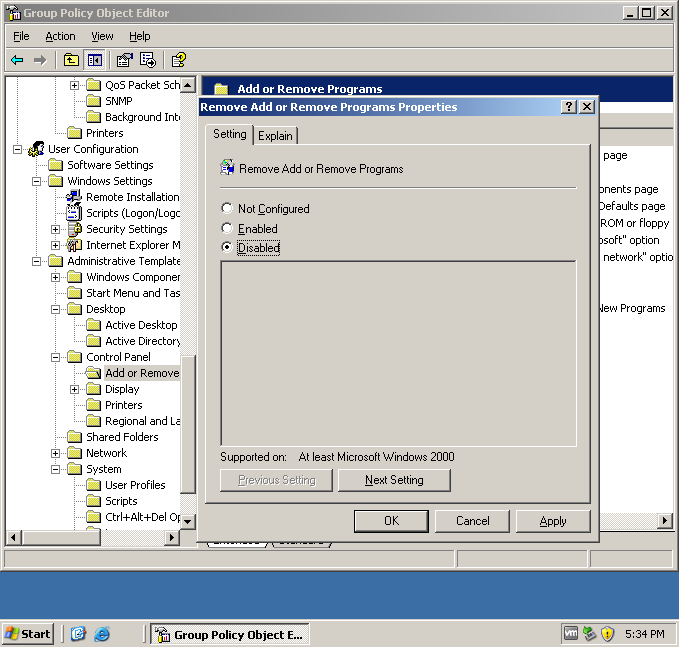 Group Policy Object Editor
File Action View Help
QoS Packet Sch
SNMP
Background Inte
Printers
User Configuration
Software Settings
Windows Settings
Remote Installation
Scripts (Logon/Logo
Security Settings
Internet Explorer M
Administrative Template
Windows Componen
Start Menu and Tas
Desktop
Active Desktop
Active Directory
Control Panel
Add or Remove
Display
Printers
Regional and La
Shared Folders
Network
System
User Profiles
Scripts
Ctrl+Alt+Del Op
Add or Remove Programs
Remove Add or Remove Programs Properties
Setting Explain
Remove Add or Remove Programs
Not Configured
Enabled
Disabled
Supported on: At least Microsoft Windows 2000
Previous Setting Next Setting
OK Cancel Apply
page
onents page
Defaults page
ROM or floppy
osoft" option
network" optio
New Programs
Start
Group Policy Object E...
vm
5:34 PM